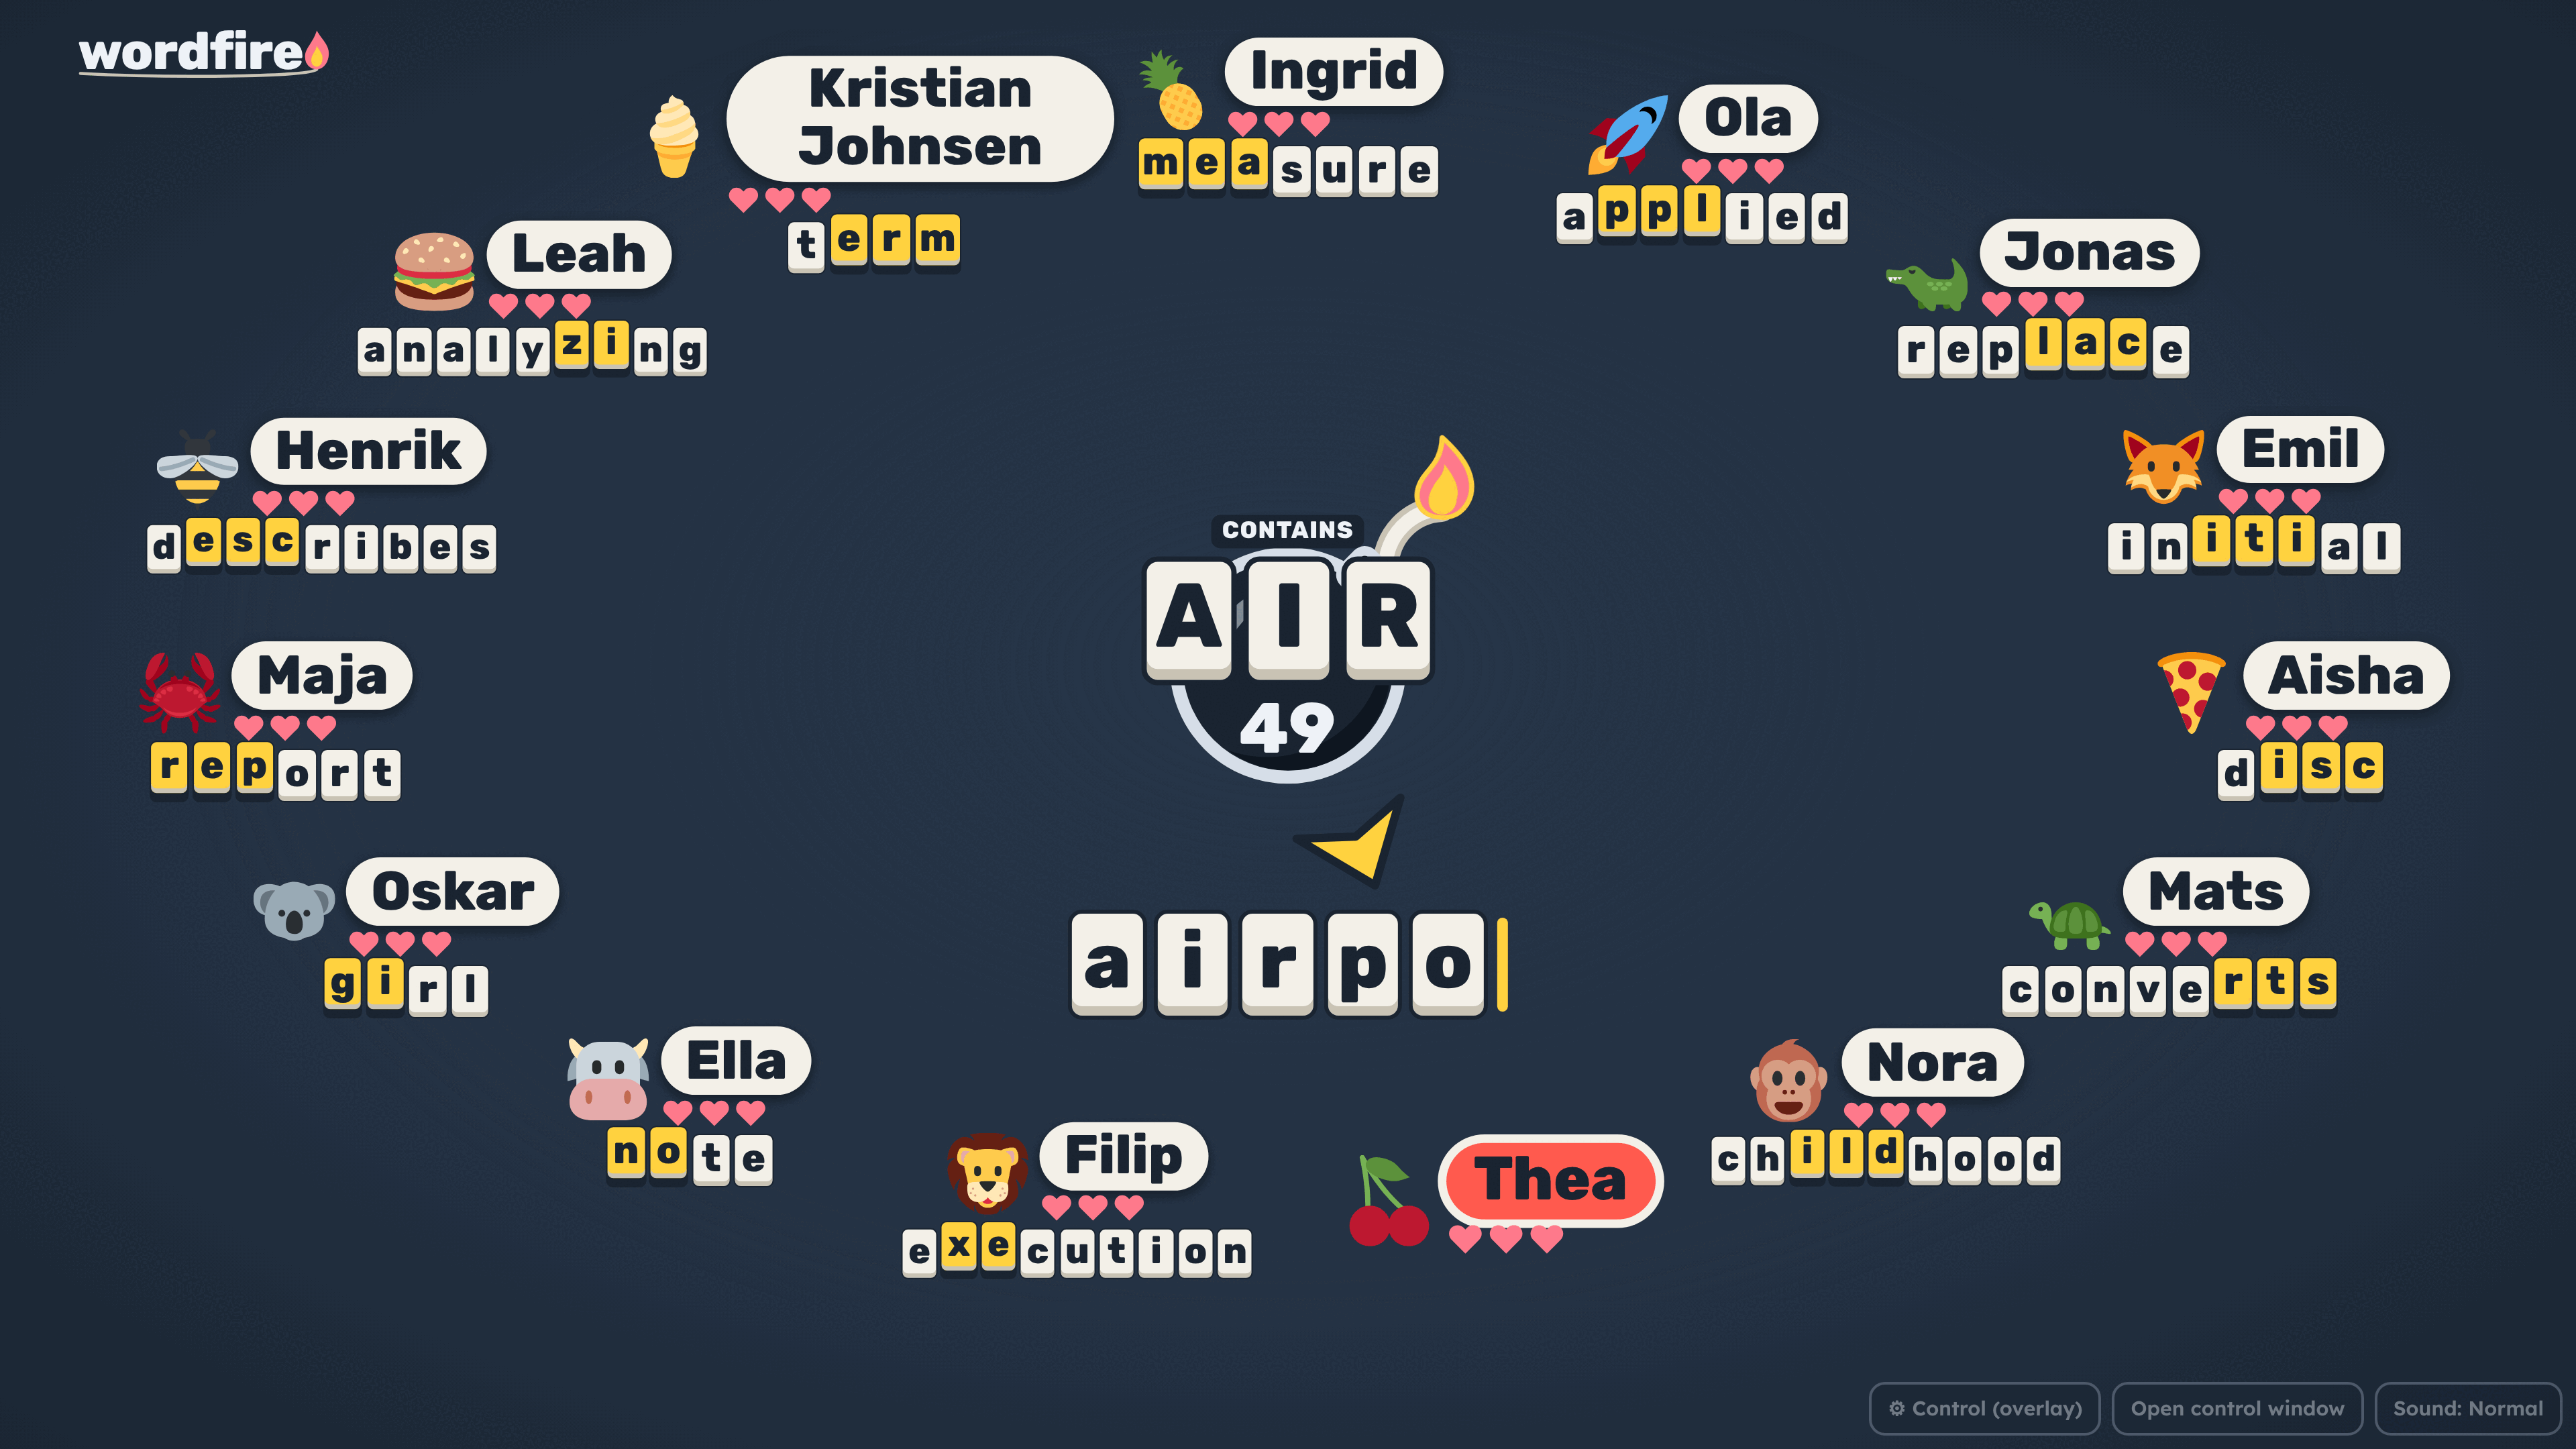 wordfire
Kristian
Johnsen
term
Ingrid
measure
Ola
applied
Leah
analyzing
Jonas
replace
Henrik
describes
Emil
initial
CONTAINS
AIR
49
Maja
report
Aisha
disc
airpo
Oskar
girl
Mats
converts
Ella
note
Nora
childhood
Filip
execution
Thea
Control (overlay)
Open control window
Sound: Normal